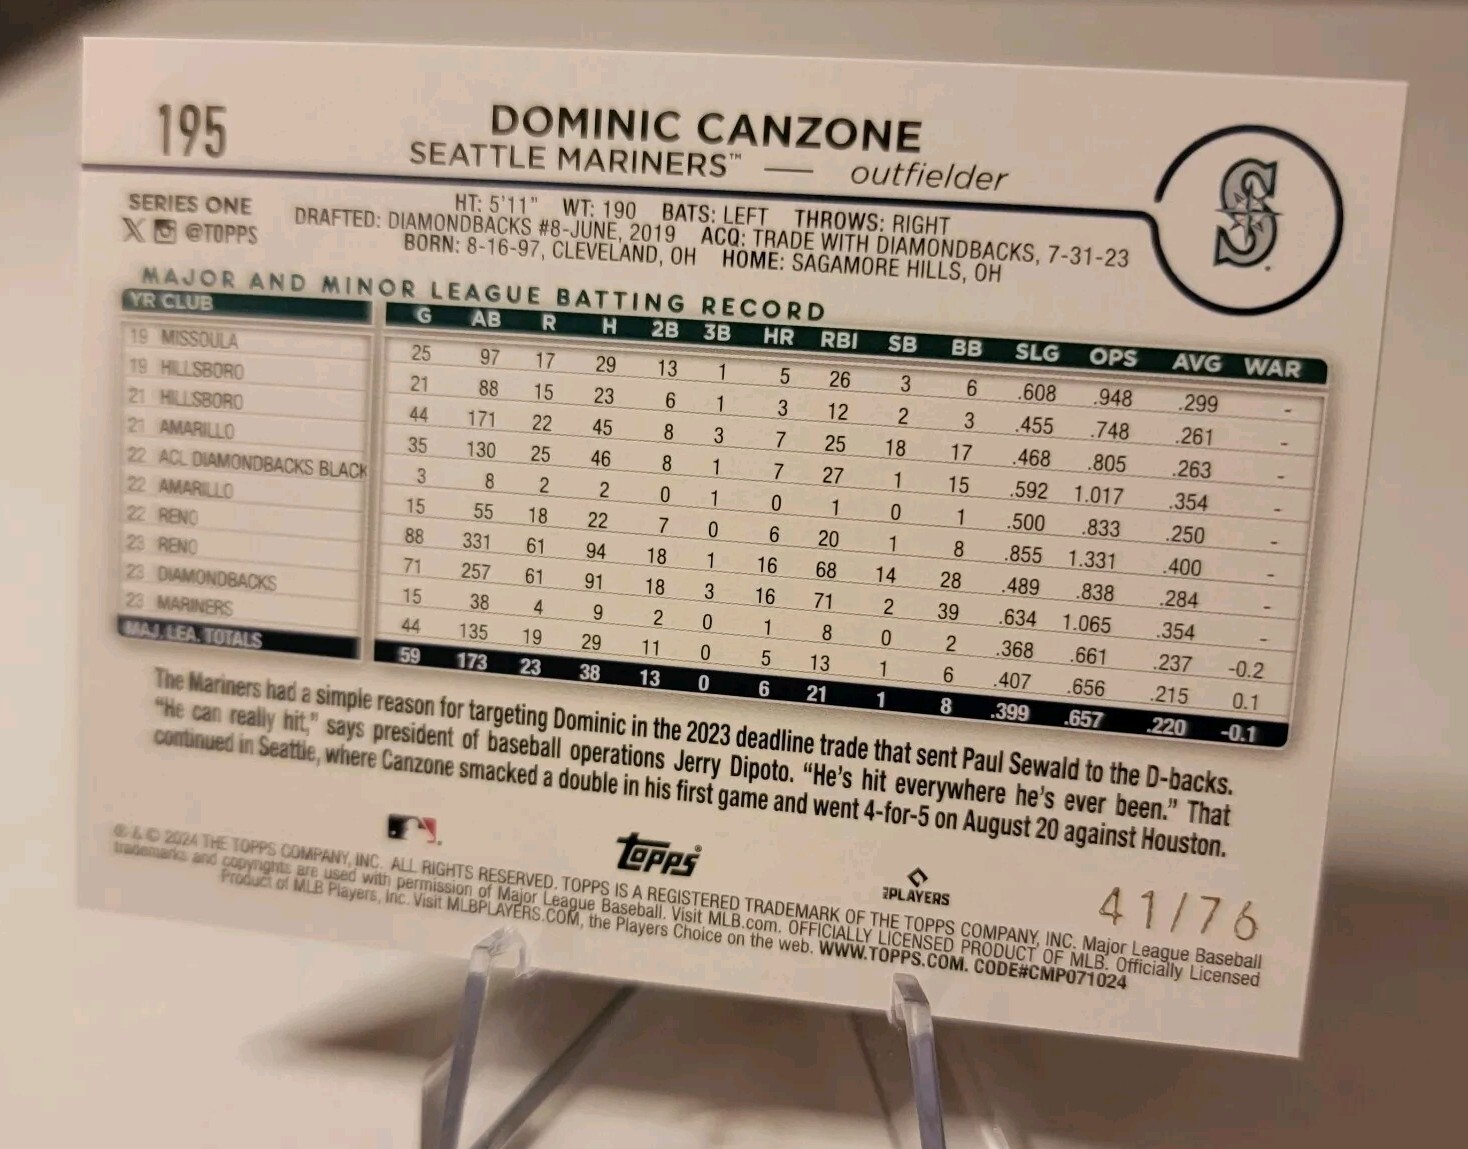 195
DOMINIC CANZONE
SEATTLE MARINERS™ — outfielder
SERIES ONE
@TOPPS
HT: 5'11" WT: 190 BATS: LEFT THROWS: RIGHT
DRAFTED: DIAMONDBACKS #8-JUNE, 2019 ACQ: TRADE WITH DIAMONDBACKS, 7-31-23
BORN: 8-16-97, CLEVELAND, OH HOME: SAGAMORE HILLS, OH
S
MAJOR AND MINOR LEAGUE BATTING RECORD
YR CLUB G AB R H 2B 3B HR RBI SB BB SLG OPS AVG WAR
19 MISSOULA 25 97 17 29 13 1 5 26 3 6 .608 .948 .299 -
19 HILLSBORO 21 88 15 23 6 1 3 12 2 3 .455 .748 .261 -
21 HILLSBORO 44 171 22 45 8 3 7 25 18 17 .468 .805 .263 -
21 AMARILLO 35 130 25 46 8 1 7 27 1 15 .592 1.017 .354 -
22 ACL DIAMONDBACKS BLACK 3 8 2 2 0 1 0 1 0 1 .500 .833 .250 -
22 AMARILLO 15 55 18 22 7 0 6 20 1 8 .855 1.331 .400 -
22 RENO 88 331 61 94 18 1 16 68 14 28 .489 .838 .284 -
23 RENO 71 257 61 91 18 3 16 71 2 39 .634 1.065 .354 -
23 DIAMONDBACKS 15 38 4 9 2 0 1 8 0 2 .368 .661 .237 -0.2
23 MARINERS 44 135 19 29 11 0 5 13 1 6 .407 .656 .215 0.1
MAJ. LEA. TOTALS 59 173 23 38 13 0 6 21 1 8 .399 .657 .220 -0.1
The Mariners had a simple reason for targeting Dominic in the 2023 deadline trade that sent Paul Sewald to the D-backs.
"He can really hit," says president of baseball operations Jerry Dipoto. "He's hit everywhere he's ever been." That
continued in Seattle, where Canzone smacked a double in his first game and went 4-for-5 on August 20 against Houston.
topps®
MLBPLAYERS
41/76
® & © 2024 THE TOPPS COMPANY, INC. ALL RIGHTS RESERVED. TOPPS IS A REGISTERED TRADEMARK OF THE TOPPS COMPANY, INC. Major League Baseball
trademarks and copyrights are used with permission of Major League Baseball. Visit MLB.com. OFFICIALLY LICENSED PRODUCT OF MLB. Officially Licensed
Product of MLB Players, Inc. Visit MLBPLAYERS.COM, the Players Choice on the web. WWW.TOPPS.COM. CODE#CMP071024